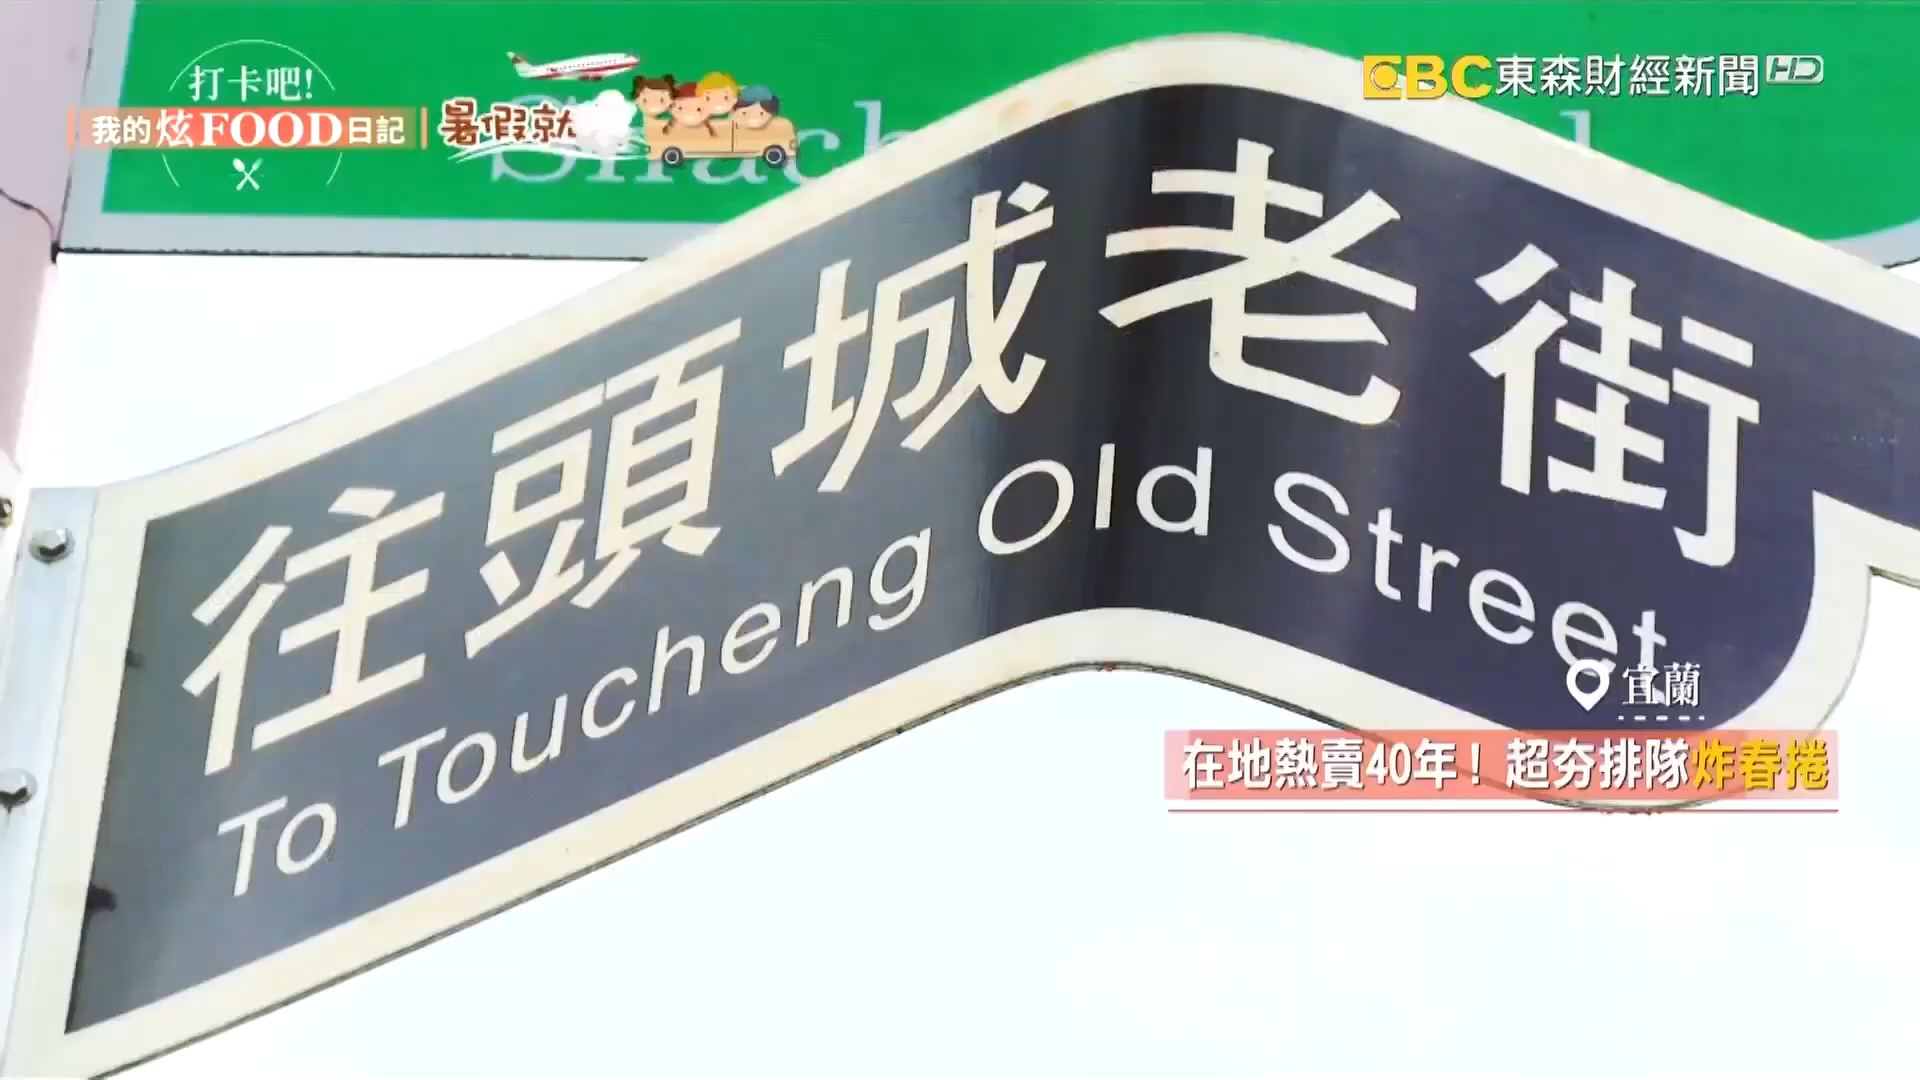 打卡吧!
我的炫FOOD日記
暑假就
EBC東森財經新聞HD
往頭城老街
To Toucheng Old Street
宜蘭
在地熱賣40年! 超夯排隊炸春捲